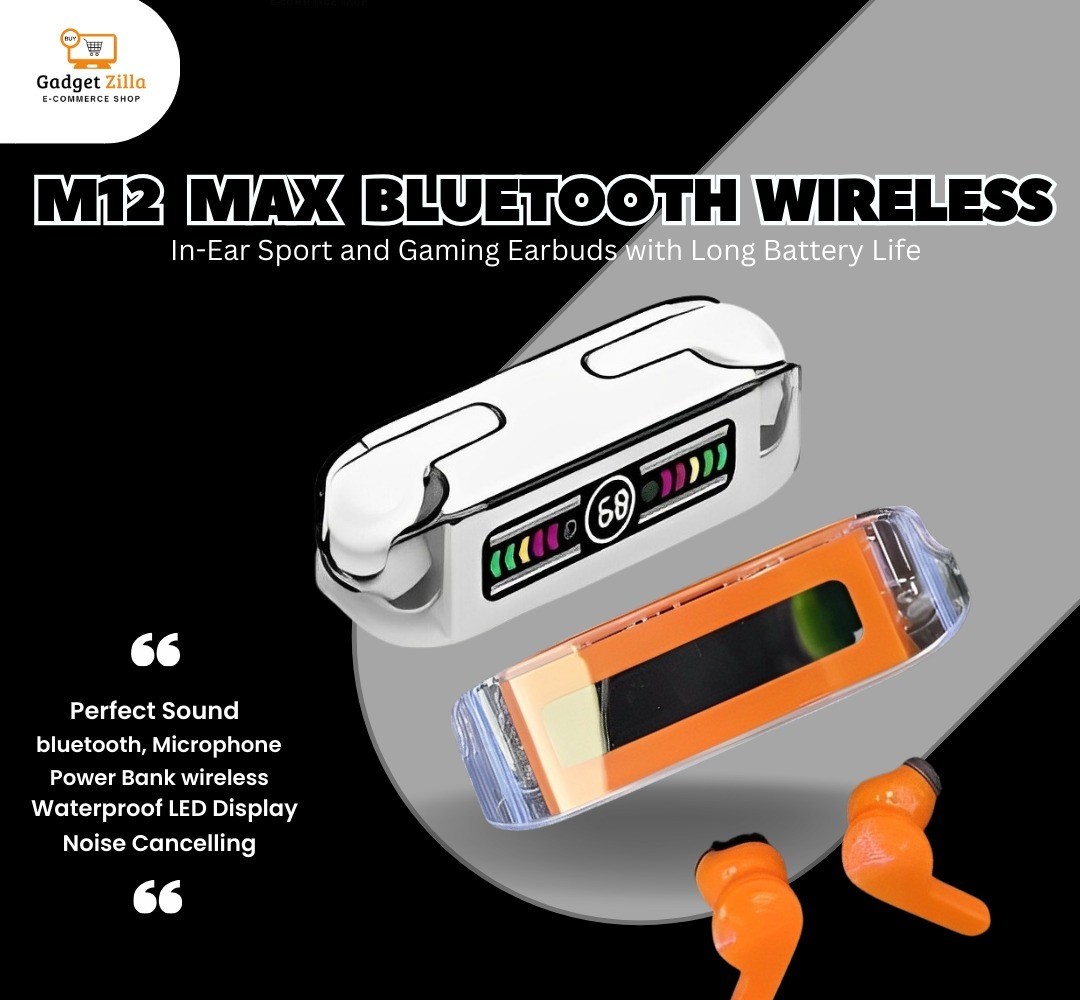 BUY
Gadget Zilla
E-COMMERCE SHOP
M12 MAX BLUETOOTH WIRELESS
In-Ear Sport and Gaming Earbuds with Long Battery Life
68
“
Perfect Sound
bluetooth, Microphone
Power Bank wireless
Waterproof LED Display
Noise Cancelling
“